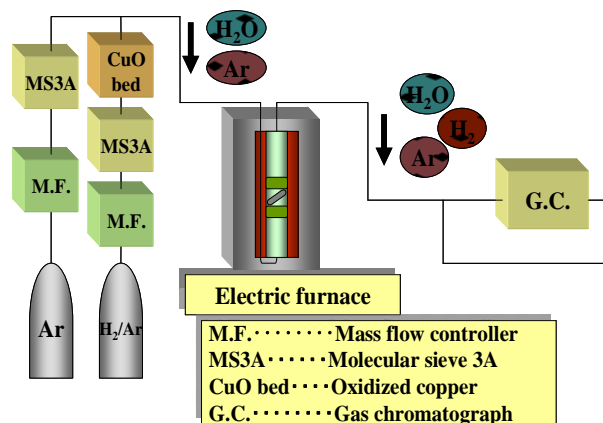 CuO
bed
MS3A
MS3A
M.F.
M.F.
Ar
H₂/Ar
H₂O
Ar
H₂O
H₂
Ar
G.C.
Electric furnace
M.F.········Mass flow controller
MS3A······Molecular sieve 3A
CuO bed····Oxidized copper
G.C.········Gas chromatograph